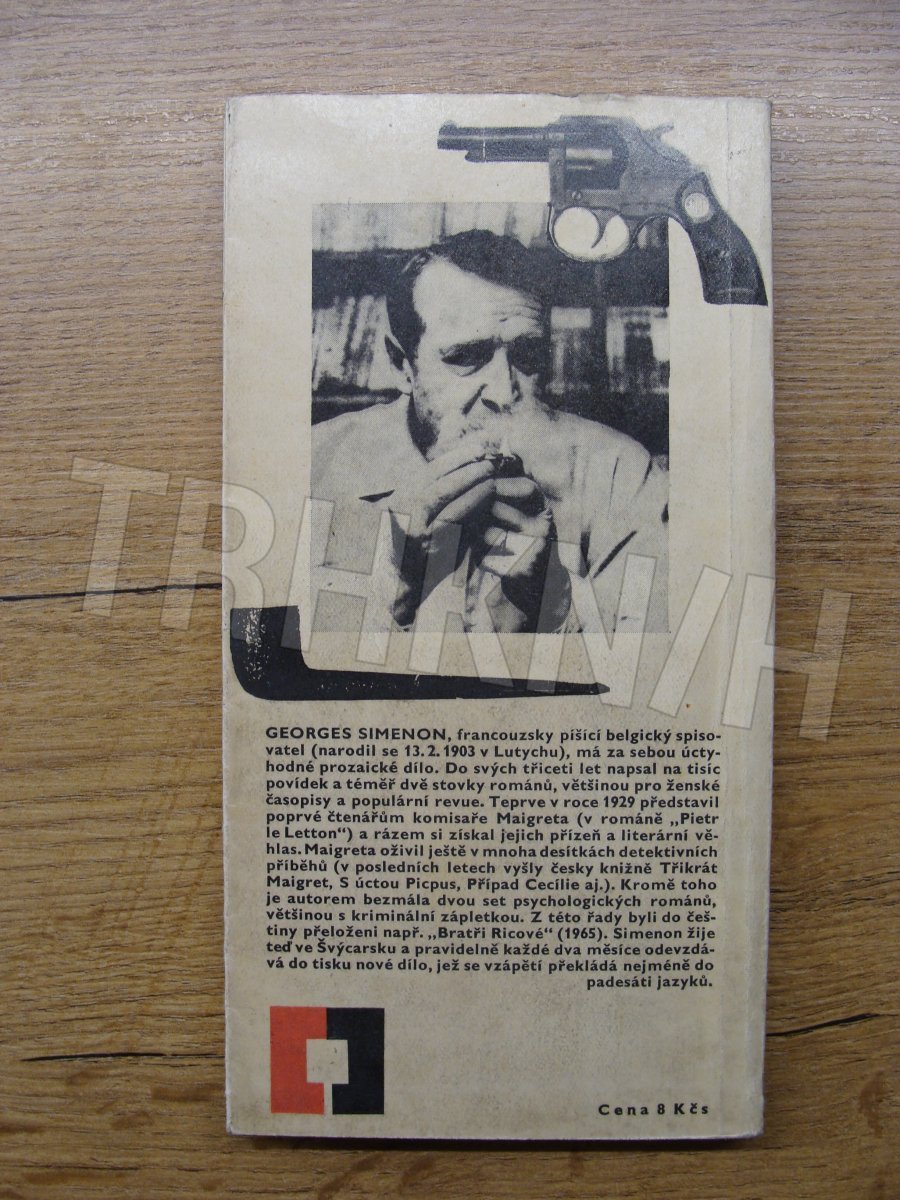 TRHKNIH
GEORGES SIMENON, francouzsky píšící belgický spiso-
vatel (narodil se 13. 2. 1903 v Lutychu), má za sebou úcty-
hodné prozaické dílo. Do svých třiceti let napsal na tisíc
povídek a téměř dvě stovky románů, většinou pro ženské
časopisy a populární revue. Teprve v roce 1929 představil
poprvé čtenářům komisaře Maigreta (v románě „Pietr
le Letton“) a rázem si získal jejich přízeň a literární vě-
hlas. Maigreta oživil ještě v mnoha desítkách detektivních
příběhů (v posledních letech vyšly česky knižně Třikrát
Maigret, S úctou Picpus, Případ Cecílie aj.). Kromě toho
je autorem bezmála dvou set psychologických románů,
většinou s kriminální zápletkou. Z této řady byli do češ-
tiny přeloženi např. „Bratři Ricové“ (1965). Simenon žije
teď ve Švýcarsku a pravidelně každé dva měsíce odevzdá-
vá do tisku nové dílo, jež se vzápětí překládá nejméně do
padesáti jazyků.
Cena 8 Kčs